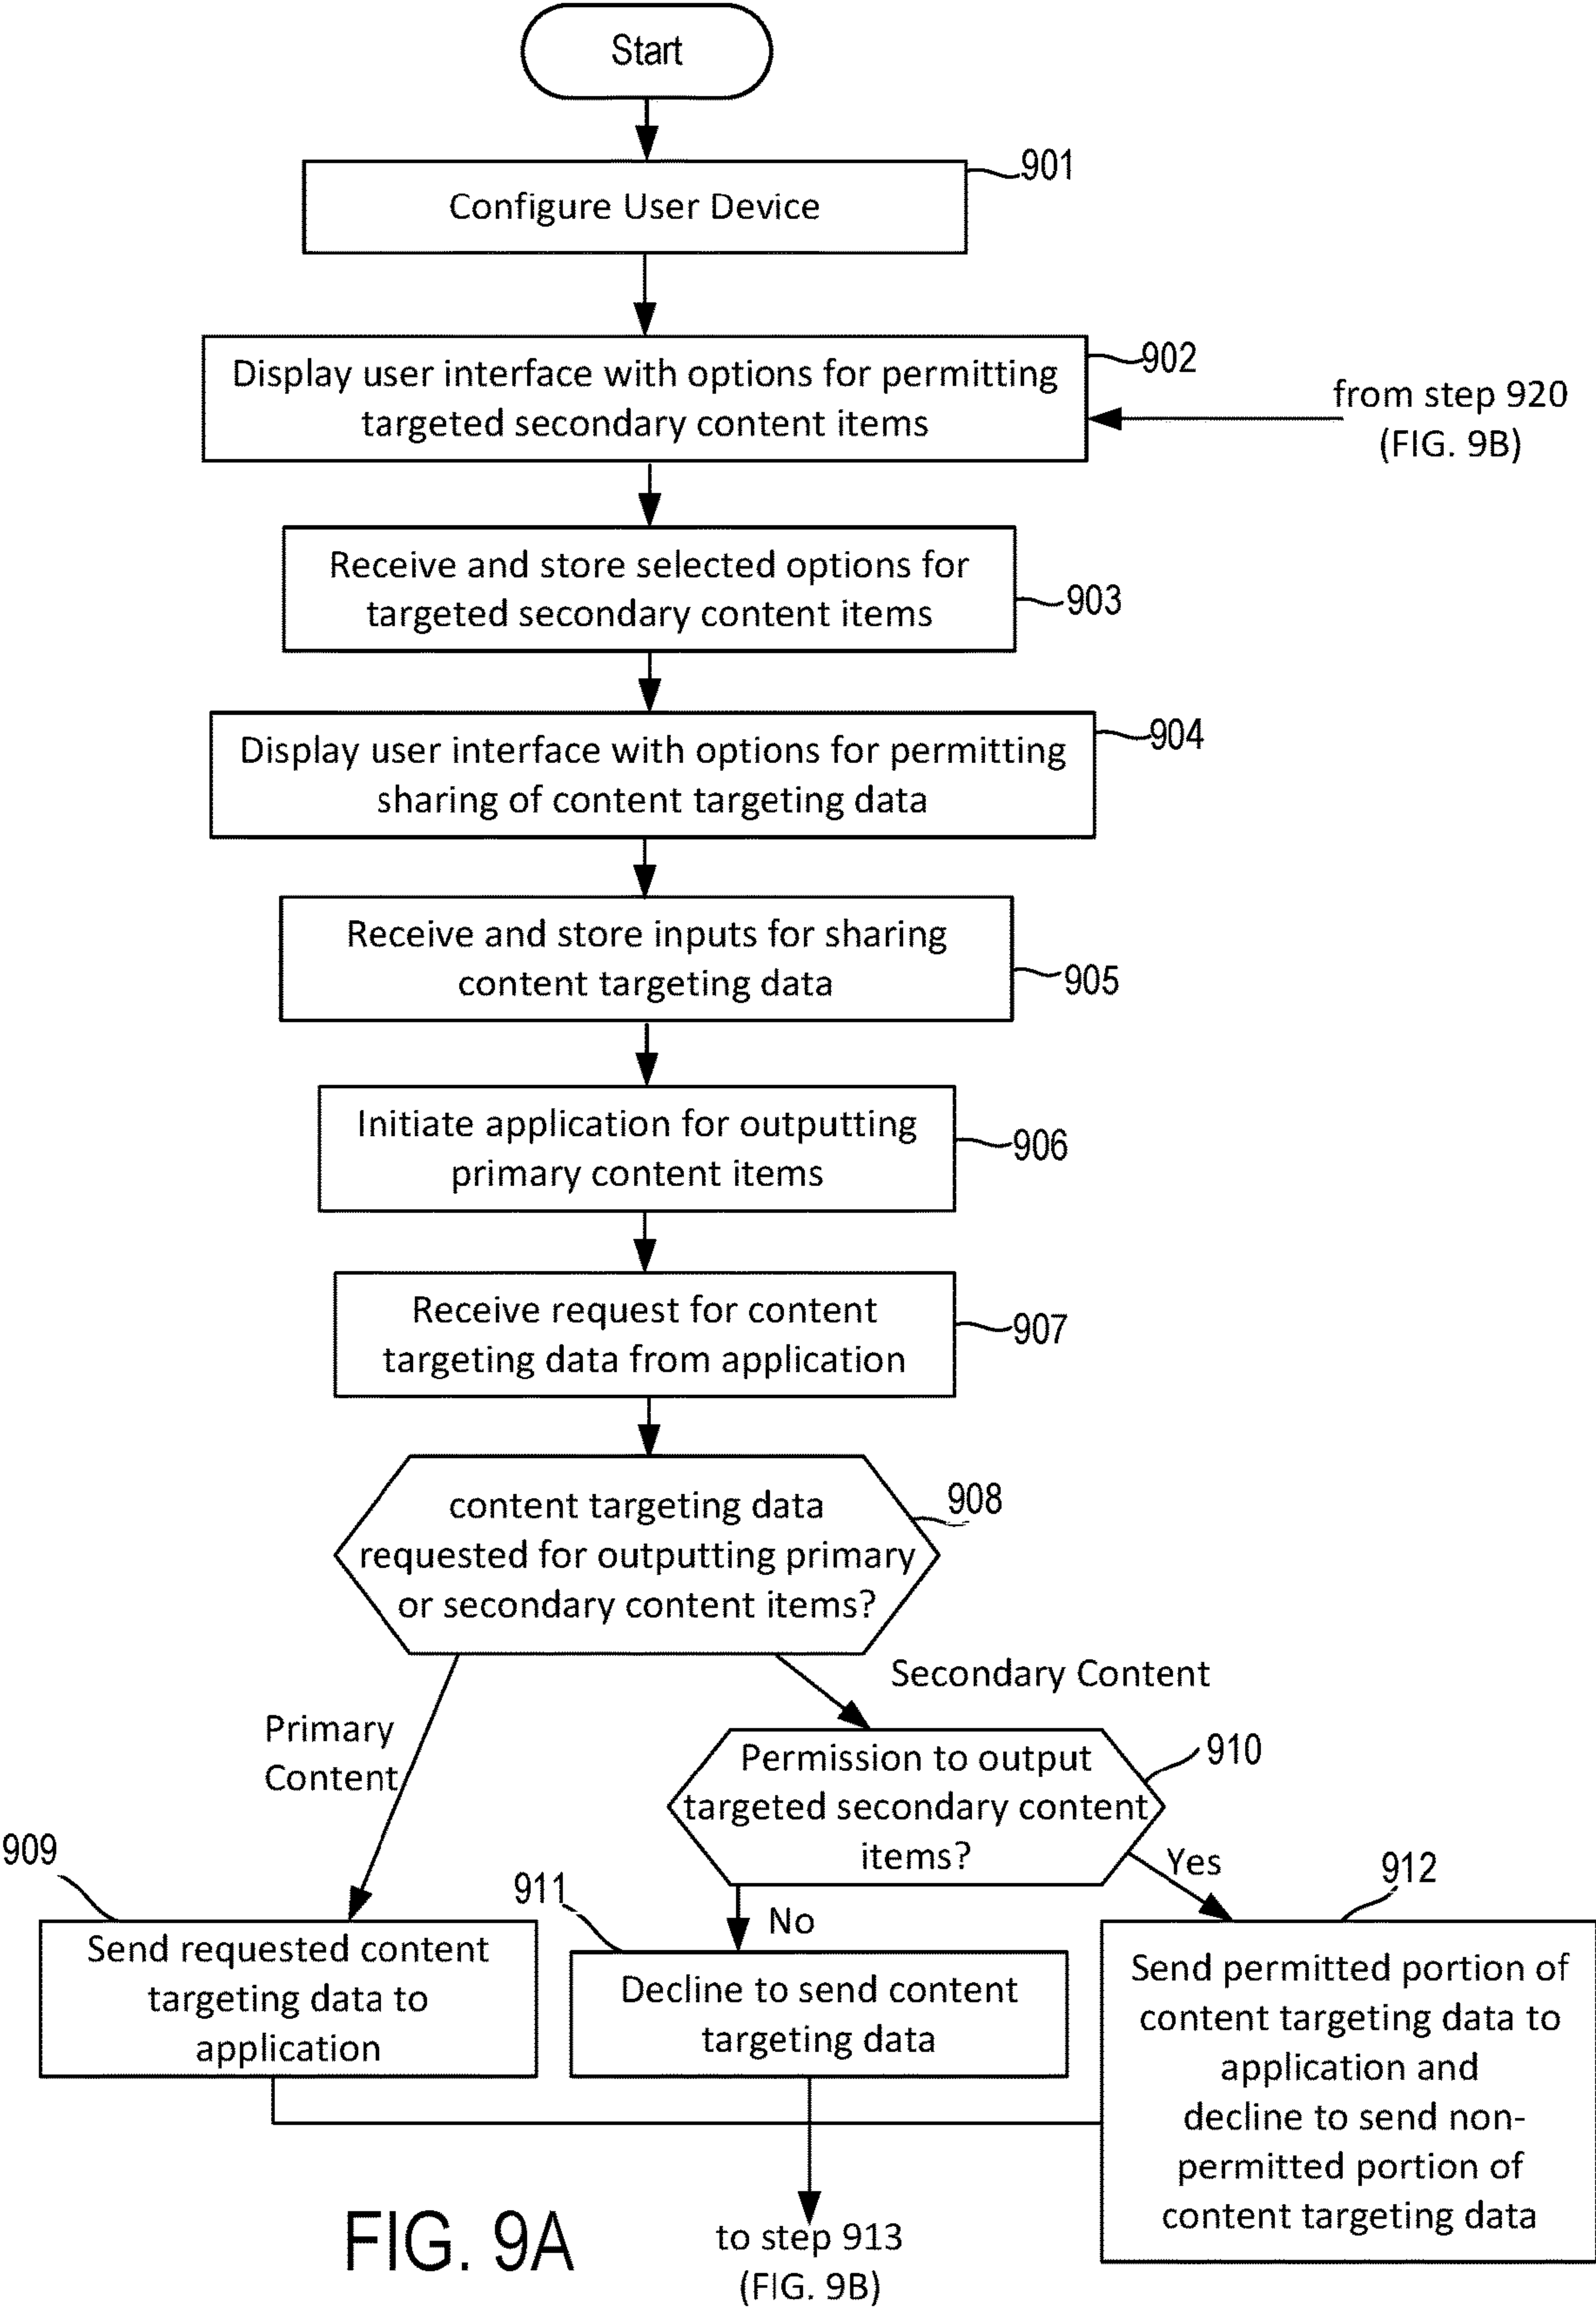 Start
901
Configure User Device
902
Display user interface with options for permitting
targeted secondary content items
from step 920
(FIG. 9B)
Receive and store selected options for
targeted secondary content items
903
904
Display user interface with options for permitting
sharing of content targeting data
Receive and store inputs for sharing
content targeting data
905
Initiate application for outputting
primary content items
906
Receive request for content
targeting data from application
907
908
content targeting data
requested for outputting primary
or secondary content items?
Secondary Content
Primary
Content
910
Permission to output
targeted secondary content
items?
909
911
Yes
912
No
Send requested content
targeting data to
application
Decline to send content
targeting data
Send permitted portion of
content targeting data to
application and
decline to send non-
permitted portion of
content targeting data
FIG. 9A
to step 913
(FIG. 9B)